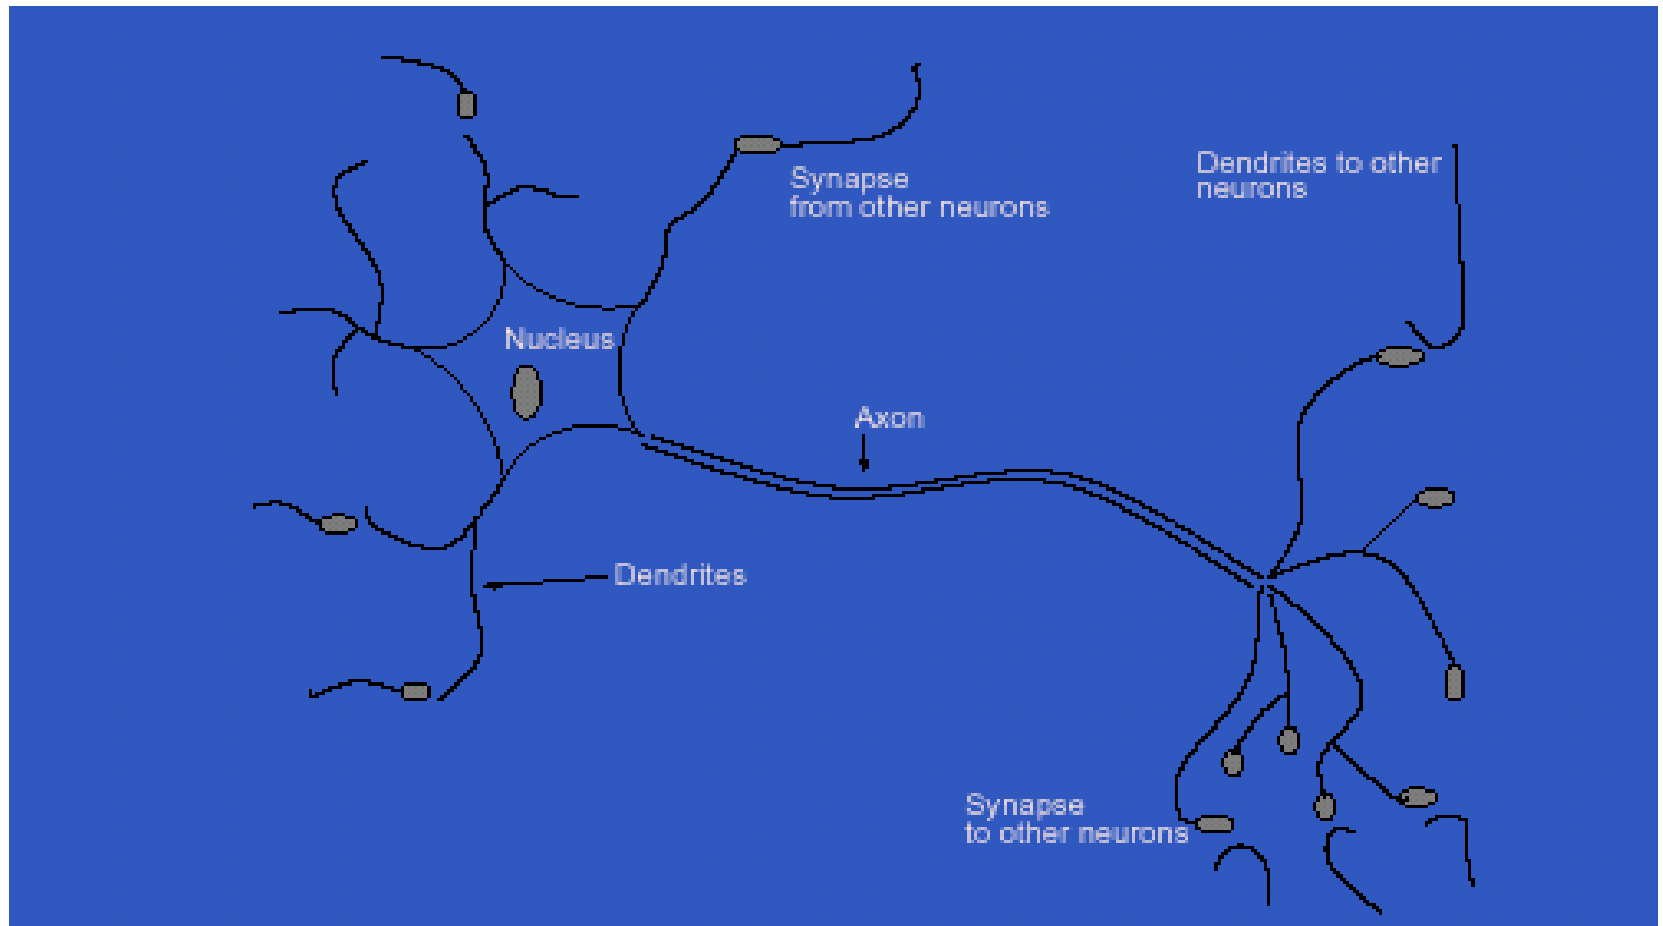 Synapse
from other neurons
Dendrites to other
neurons
Nucleus
Axon
Dendrites
Synapse
to other neurons